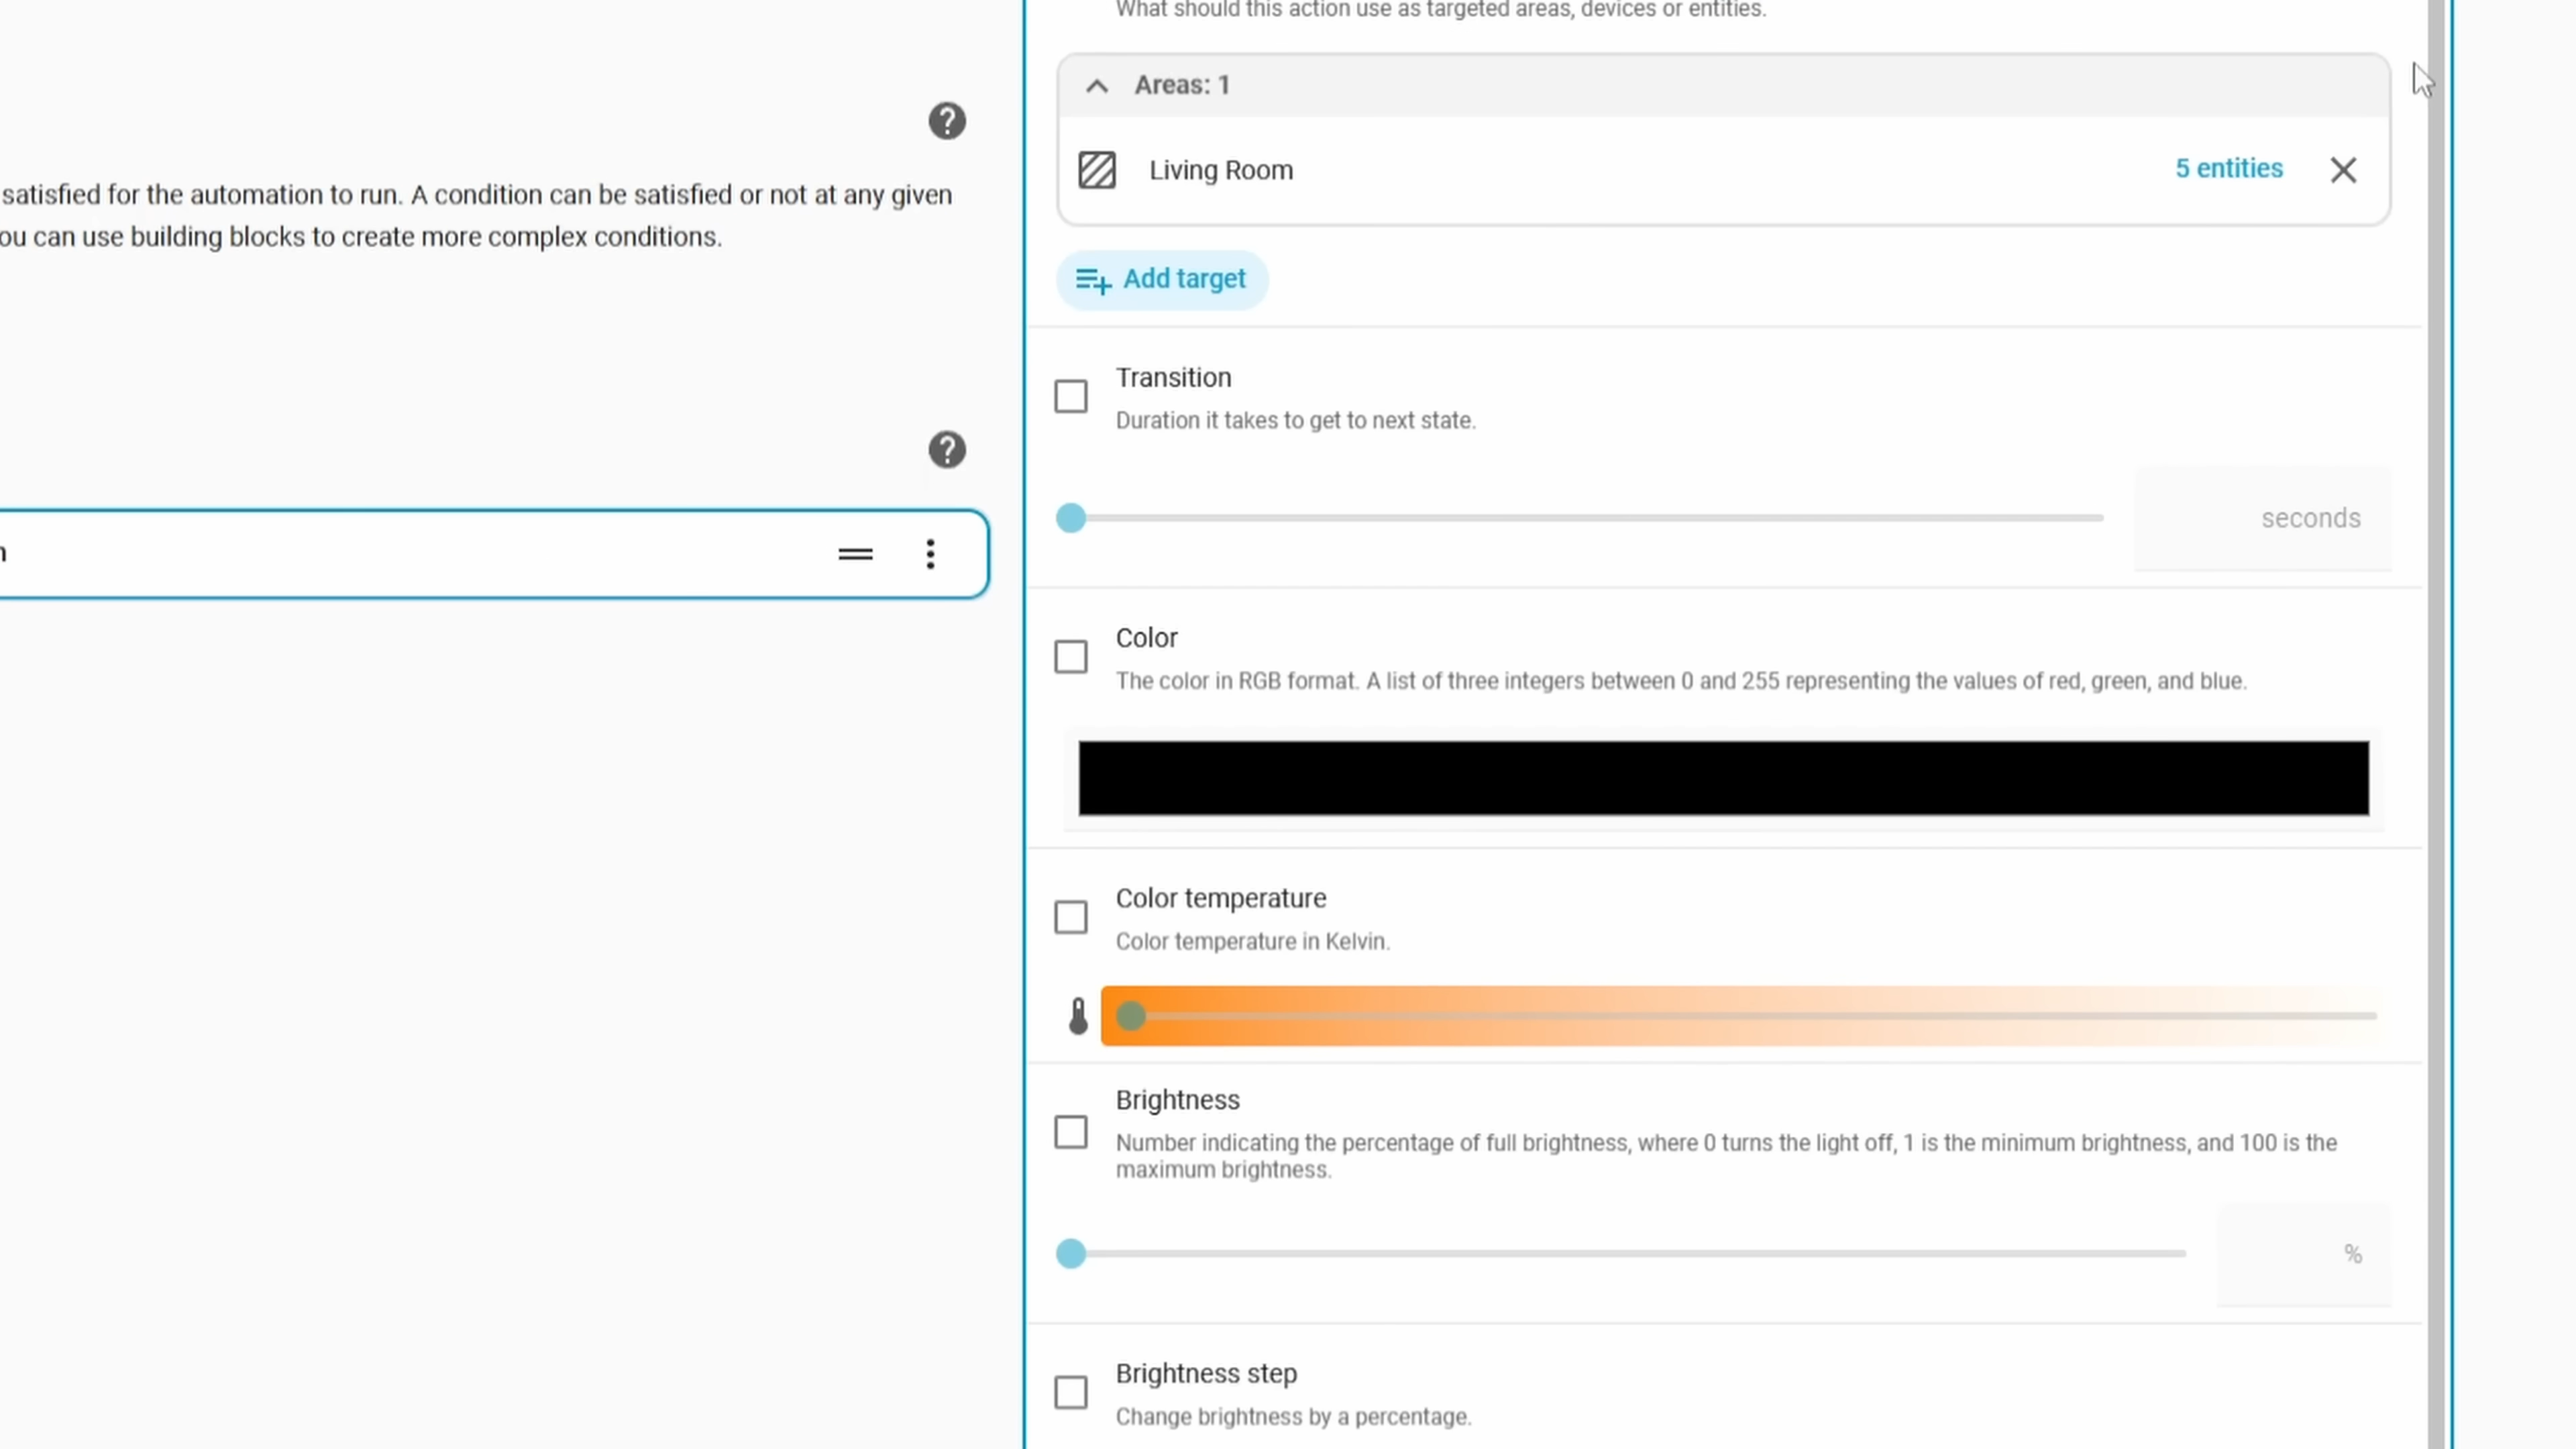 satisfied for the automation to run. A condition can be satisfied or not at any given
ou can use building blocks to create more complex conditions.
n
What should this action use as targeted areas, devices or entities.
Areas: 1
Living Room
5 entities
Add target
Transition
Duration it takes to get to next state.
seconds
Color
The color in RGB format. A list of three integers between 0 and 255 representing the values of red, green, and blue.
Color temperature
Color temperature in Kelvin.
Brightness
Number indicating the percentage of full brightness, where 0 turns the light off, 1 is the minimum brightness, and 100 is the
maximum brightness.
%
Brightness step
Change brightness by a percentage.